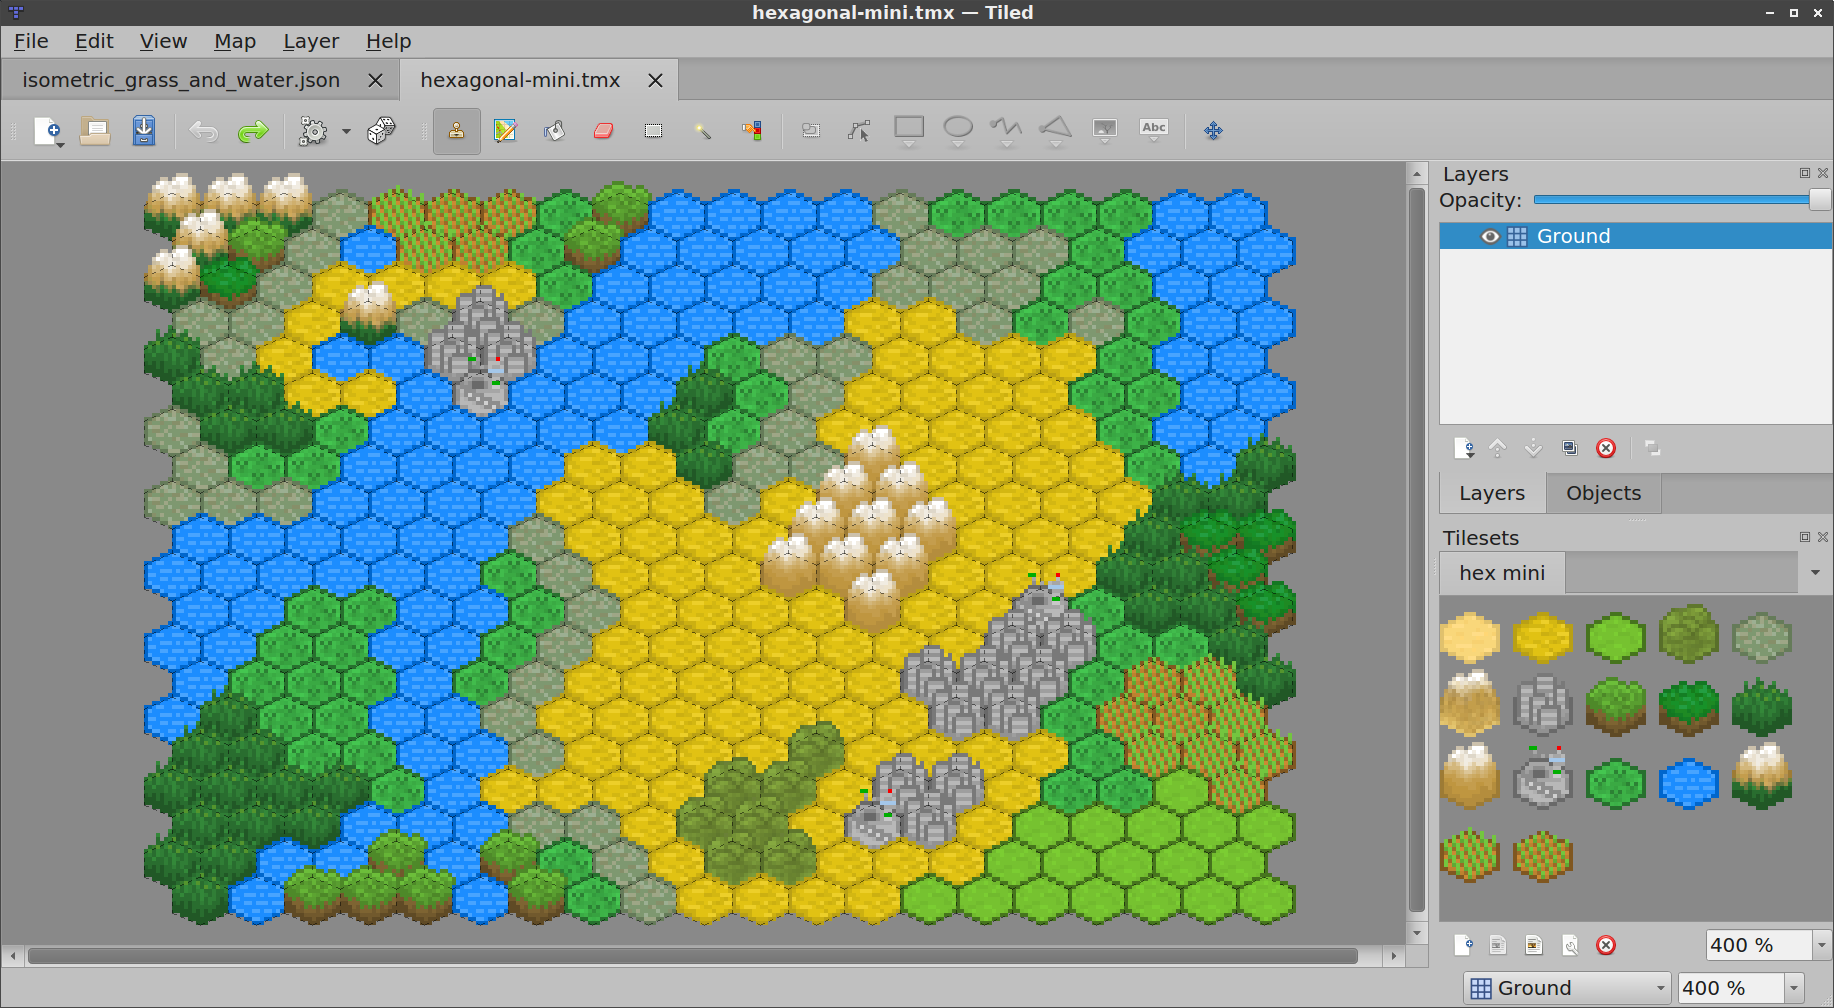 hexagonal-mini.tmx — Tiled
File Edit View Map Layer Help
isometric_grass_and_water.json hexagonal-mini.tmx
Abc
Layers
Opacity:
Ground
Layers Objects
Tilesets
hex mini
400 %
Ground 400 %